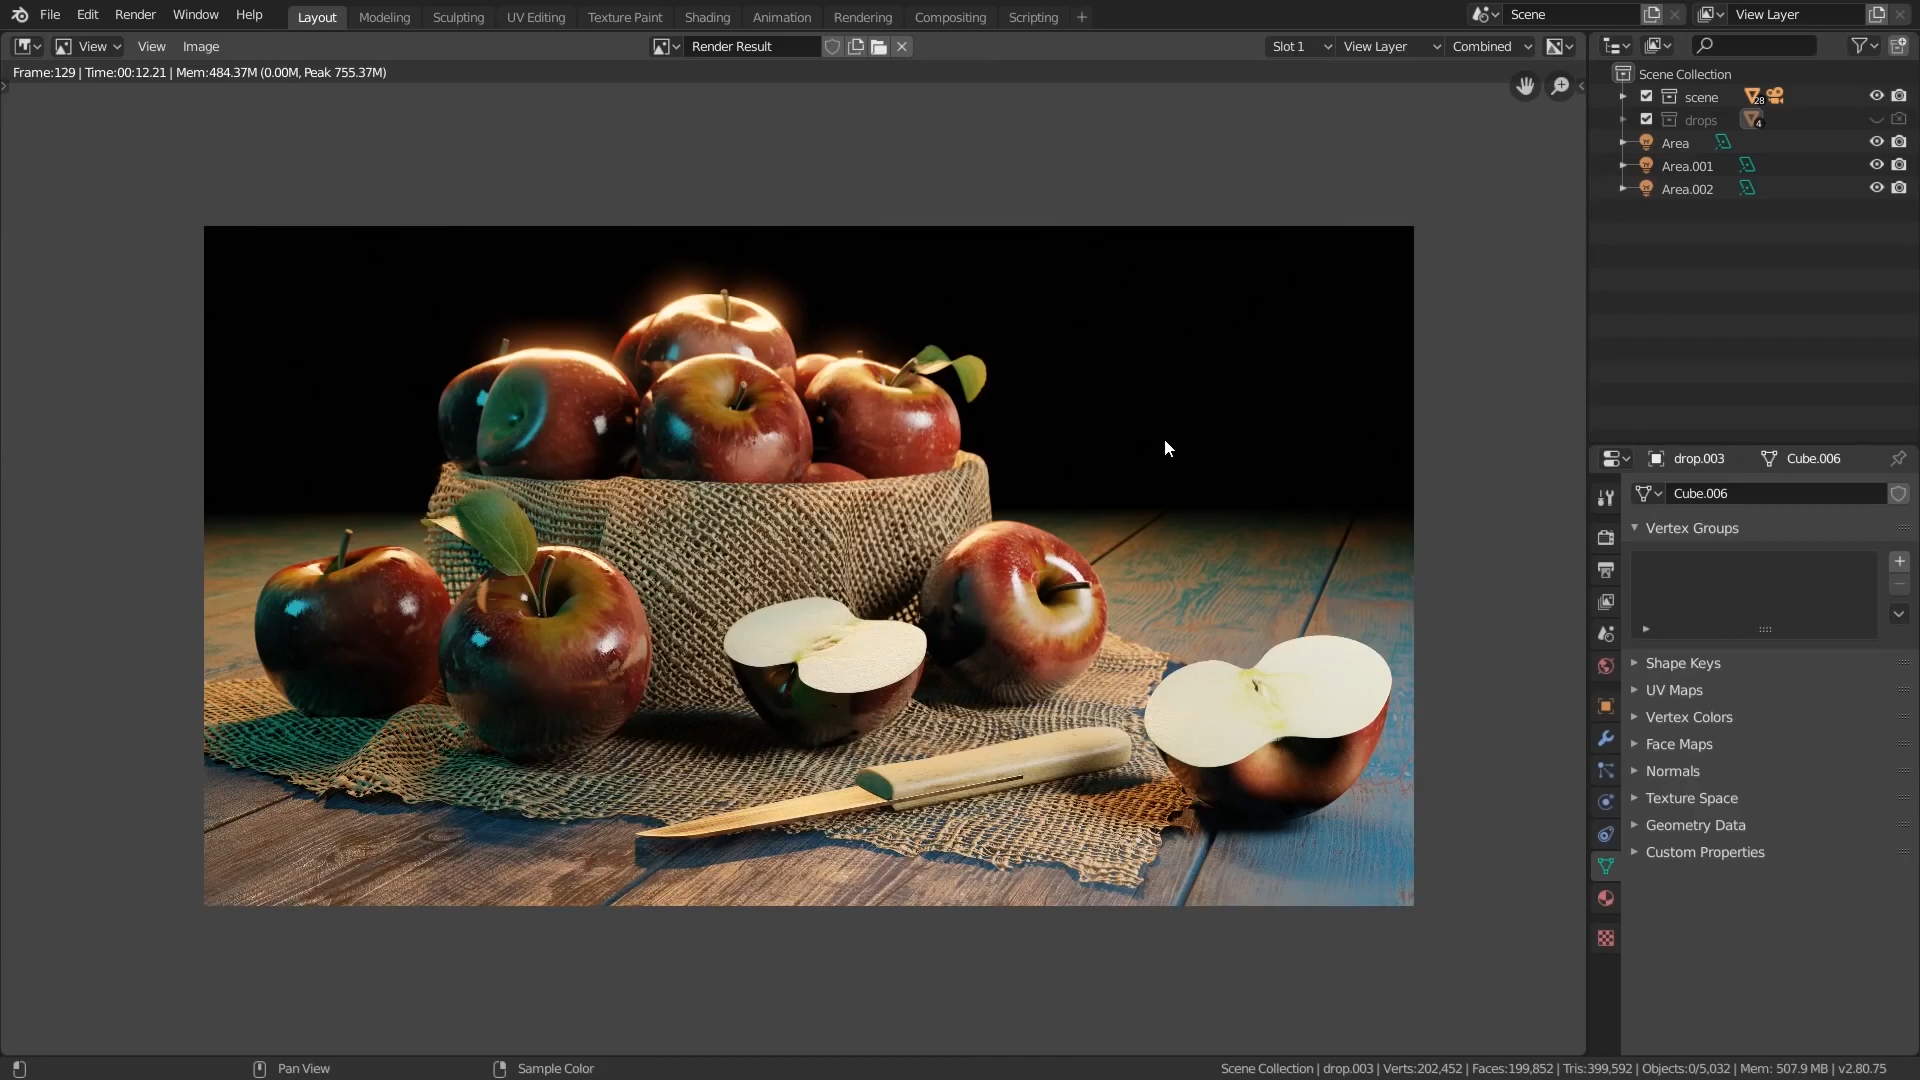 File Edit Render Window Help Layout Modeling Sculpting UV Editing Texture Paint Shading Animation Rendering Compositing Scripting + Scene View Layer
View View Image Render Result Slot 1 View Layer Combined
Frame:129 | Time:00:12.21 | Mem:484.37M (0.00M, Peak 755.37M)
Scene Collection
scene 28
drops 4
Area
Area.001
Area.002
drop.003 Cube.006
Cube.006
Vertex Groups
Shape Keys
UV Maps
Vertex Colors
Face Maps
Normals
Texture Space
Geometry Data
Custom Properties
Pan View Sample Color Scene Collection | drop.003 | Verts:202,452 | Faces:199,852 | Tris:399,592 | Objects:0/5,032 | Mem: 507.9 MB | v2.80.75